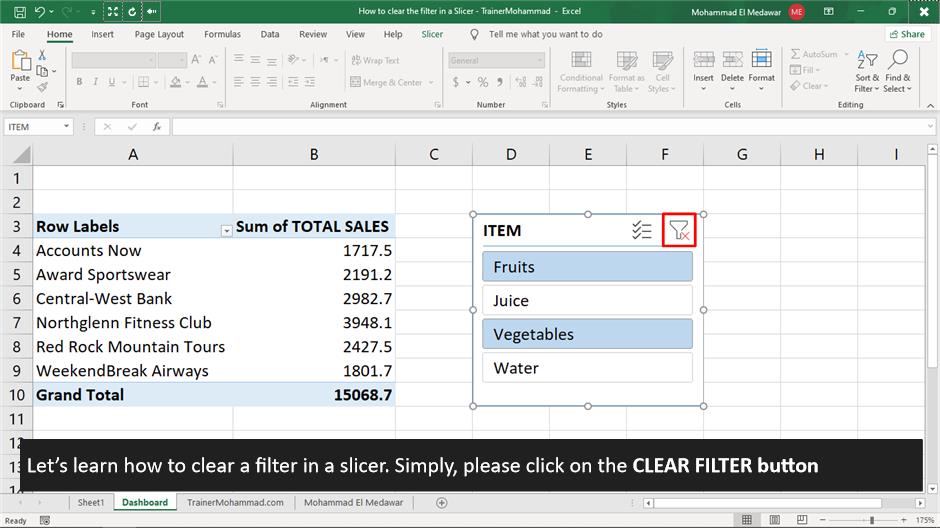 How to clear the filter in a Slicer - TrainerMohammad - Excel
Mohammad El Medawar
ME
File Home Insert Page Layout Formulas Data Review View Help Slicer Tell me what you want to do Share
Paste
Clipboard
B I U A A
Font
Wrap Text
Merge & Center
Alignment
General
$ % 9
Number
Conditional Formatting
Format as Table
Cell Styles
Styles
Insert Delete Format
Cells
AutoSum
Fill
Clear
Sort & Filter
Find & Select
Editing
ITEM fx
A B C D E F G H I
1
2
3 Row Labels Sum of TOTAL SALES
4 Accounts Now 1717.5
5 Award Sportswear 2191.2
6 Central-West Bank 2982.7
7 Northglenn Fitness Club 3948.1
8 Red Rock Mountain Tours 2427.5
9 WeekendBreak Airways 1801.7
10 Grand Total 15068.7
11
12
13
14
ITEM
Fruits
Juice
Vegetables
Water
Let's learn how to clear a filter in a slicer. Simply, please click on the CLEAR FILTER button
Sheet1 Dashboard TrainerMohammad.com Mohammad El Medawar
Ready 175%